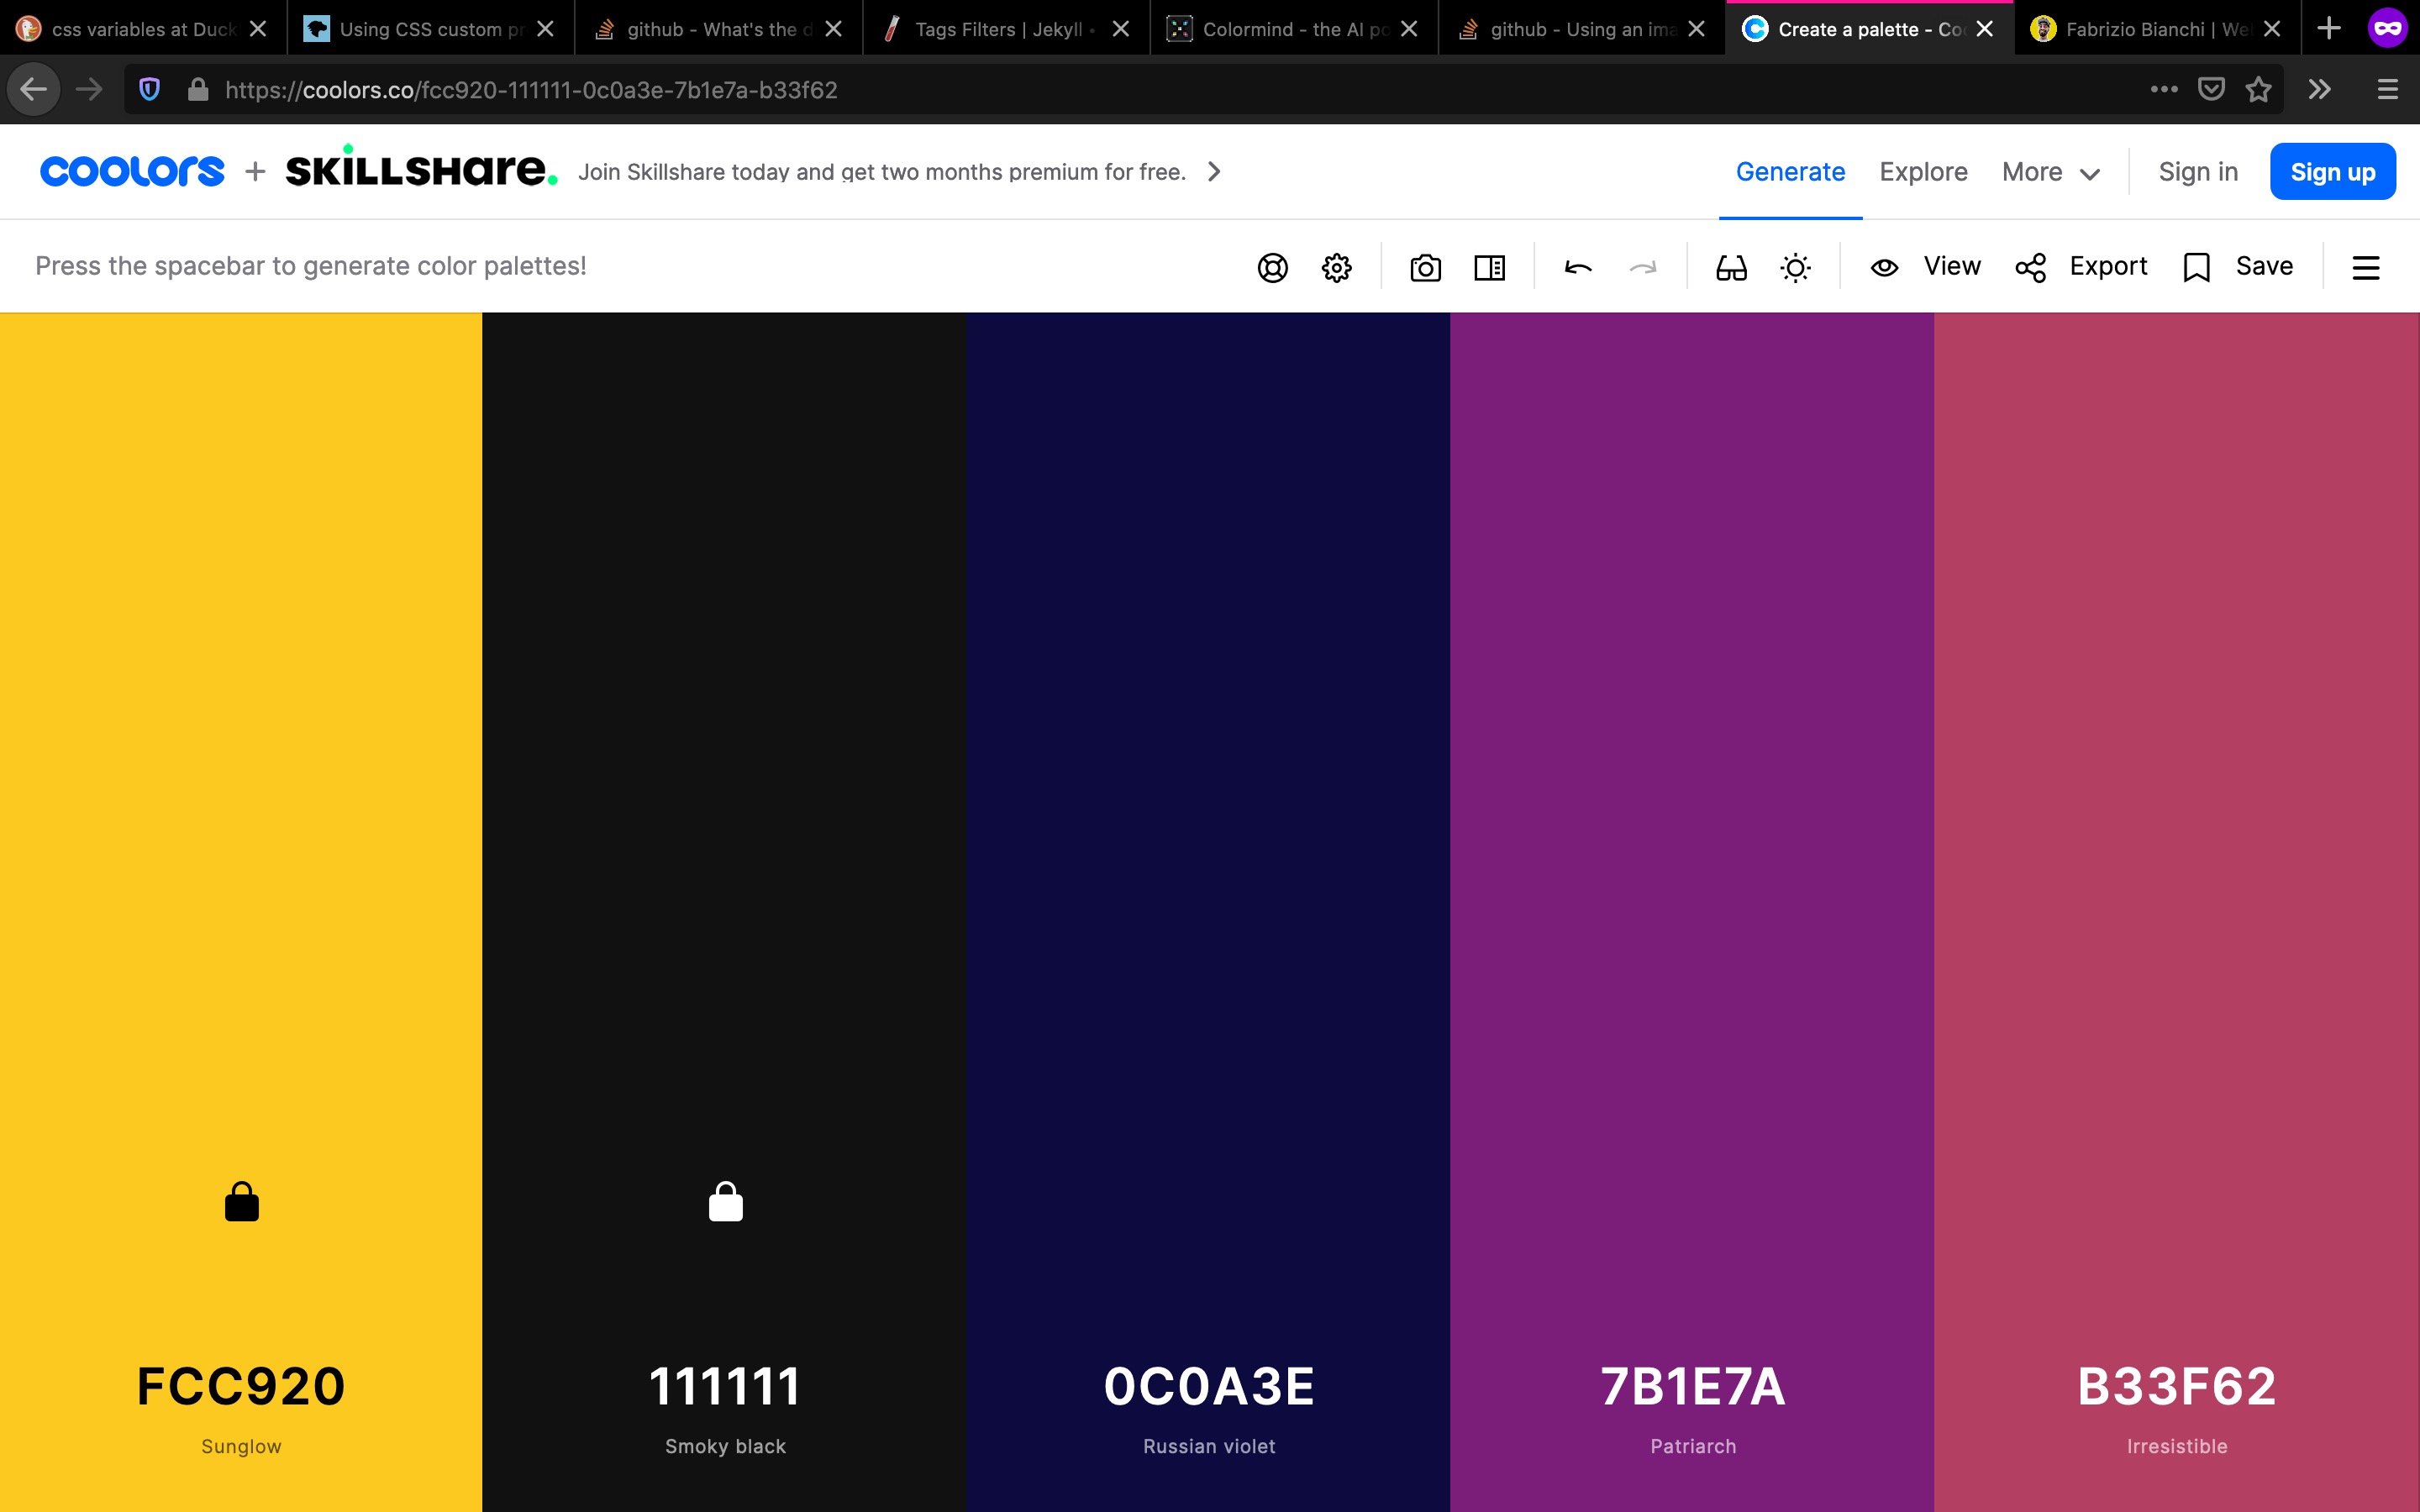 css variables at Duck
Using CSS custom pr
github - What's the d
Tags Filters | Jekyll •
Colormind - the AI po
github - Using an ima
Create a palette - Coo
Fabrizio Bianchi | We
https://coolors.co/fcc920-111111-0c0a3e-7b1e7a-b33f62
coolors + SKILLSHare. Join Skillshare today and get two months premium for free.
Generate Explore More Sign in Sign up
Press the spacebar to generate color palettes!
View Export Save
FCC920
Sunglow
111111
Smoky black
0C0A3E
Russian violet
7B1E7A
Patriarch
B33F62
Irresistible